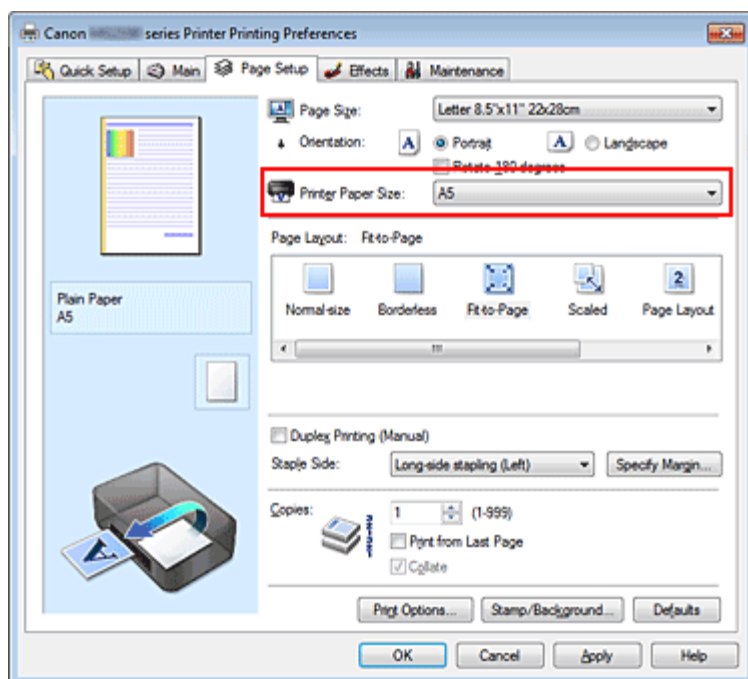 Canon series Printer Printing Preferences
Quick Setup Main Page Setup Effects Maintenance
Page Size: Letter 8.5"x11" 22x28cm
Orientation: A Portrait A Landscape
Rotate 180 degrees
Printer Paper Size: A5
Page Layout: Fit-to-Page
Normal-size Borderless Fit-to-Page Scaled 2 Page Layout
Plain Paper
A5
Duplex Printing (Manual)
Staple Side: Long-side stapling (Left) Specify Margin...
Copies: 1 (1-999)
Print from Last Page
Collate
A
Print Options... Stamp/Background... Defaults
OK Cancel Apply Help